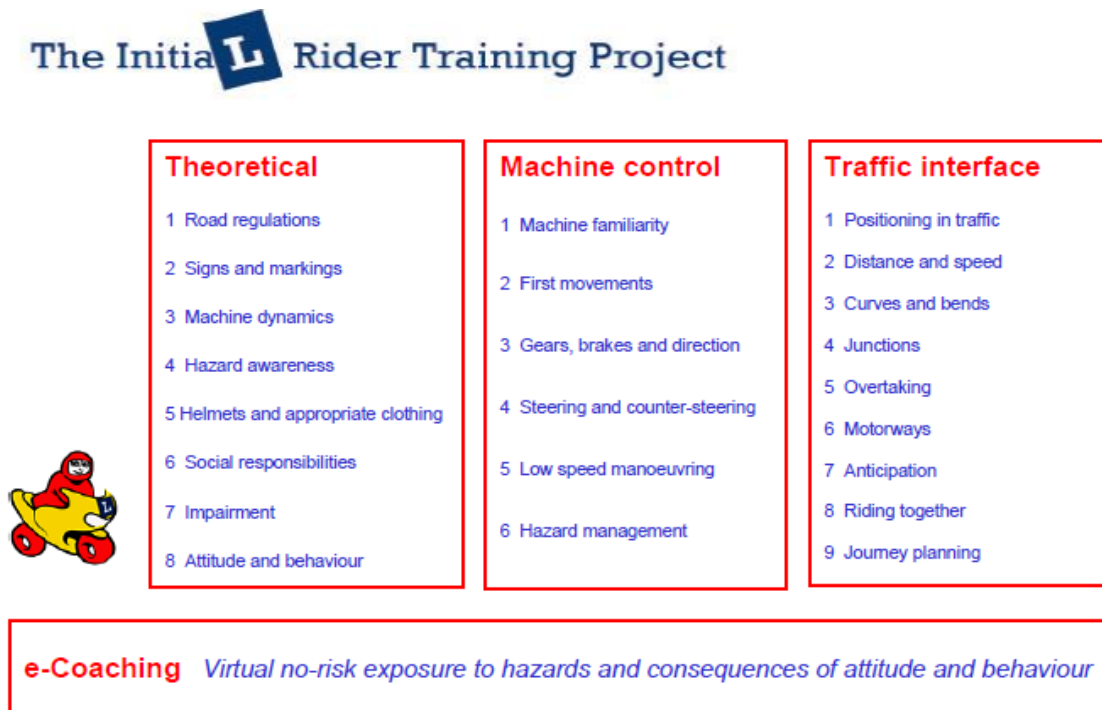 The InitiaL Rider Training Project
Theoretical
1 Road regulations
2 Signs and markings
3 Machine dynamics
4 Hazard awareness
5 Helmets and appropriate clothing
6 Social responsibilities
7 Impairment
8 Attitude and behaviour
Machine control
1 Machine familiarity
2 First movements
3 Gears, brakes and direction
4 Steering and counter-steering
5 Low speed manoeuvring
6 Hazard management
Traffic interface
1 Positioning in traffic
2 Distance and speed
3 Curves and bends
4 Junctions
5 Overtaking
6 Motorways
7 Anticipation
8 Riding together
9 Journey planning
L
e-Coaching Virtual no-risk exposure to hazards and consequences of attitude and behaviour